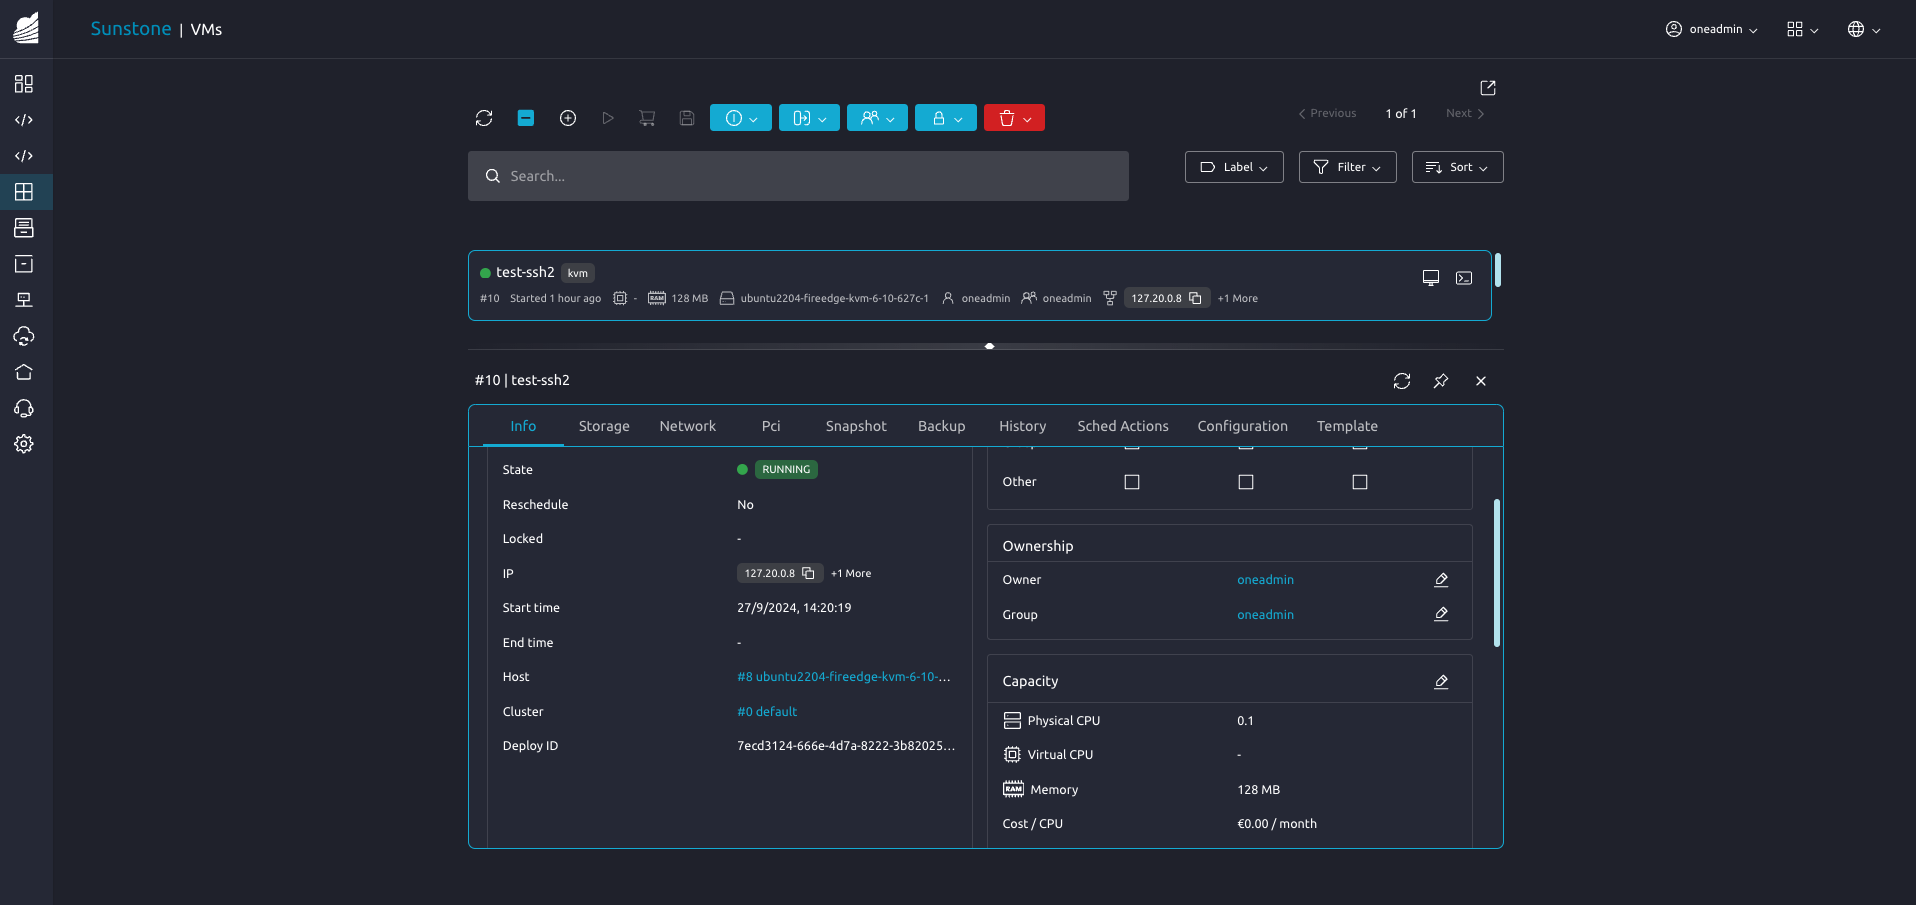 Sunstone | VMs
oneadmin
Previous 1 of 1 Next
Search...
Label Filter Sort
test-ssh2 kvm
#10 Started 1 hour ago - RAM 128 MB ubuntu2204-fireedge-kvm-6-10-627c-1 oneadmin oneadmin 127.20.0.8 +1 More
#10 | test-ssh2
Info Storage Network Pci Snapshot Backup History Sched Actions Configuration Template
State RUNNING
Reschedule No
Locked -
IP 127.20.0.8 +1 More
Start time 27/9/2024, 14:20:19
End time -
Host #8 ubuntu2204-fireedge-kvm-6-10-...
Cluster #0 default
Deploy ID 7ecd3124-666e-4d7a-8222-3b82025...
Other
Ownership
Owner oneadmin
Group oneadmin
Capacity
Physical CPU 0.1
Virtual CPU -
RAM Memory 128 MB
Cost / CPU €0.00 / month